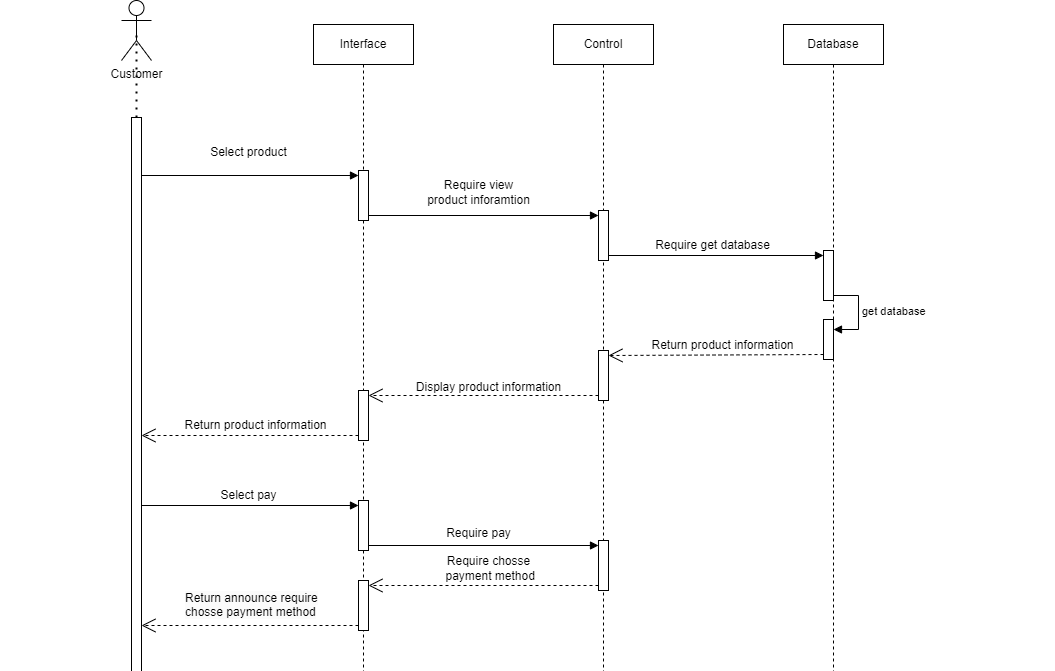 Customer
Interface
Control
Database
Select product
Require view
product inforamtion
Require get database
get database
Return product information
Display product information
Return product information
Select pay
Require pay
Require chosse
payment method
Return announce require
chosse payment method